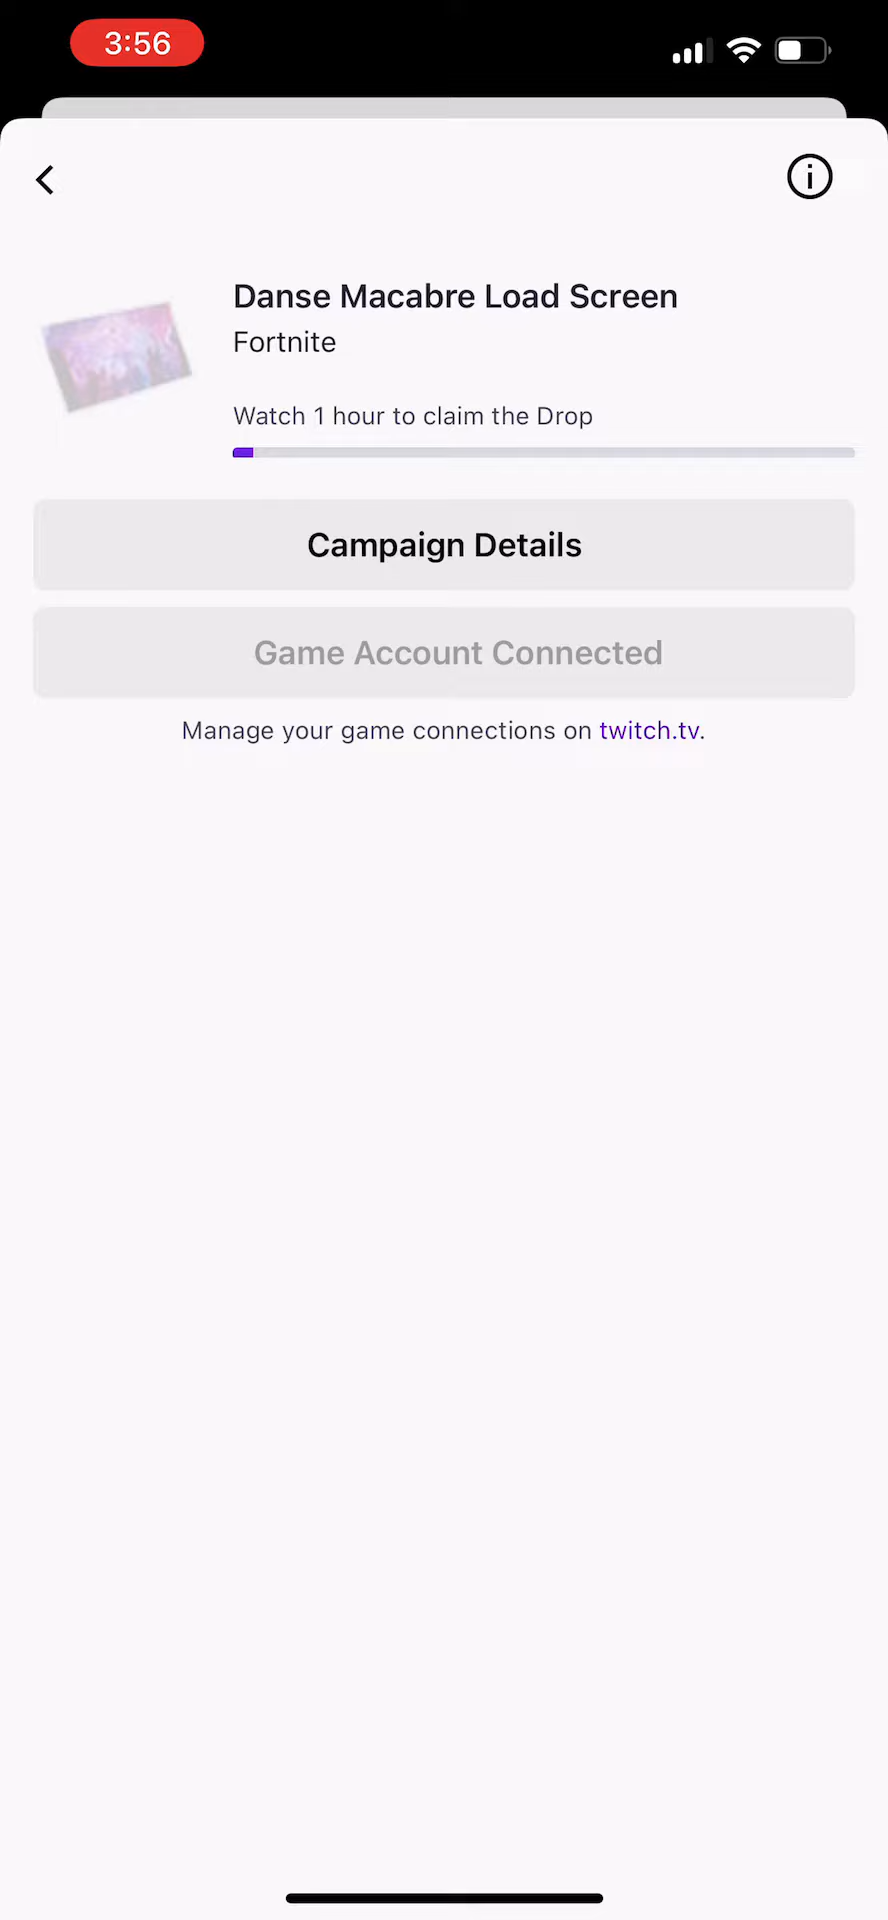 3:56
Danse Macabre Load Screen
Fortnite
Watch 1 hour to claim the Drop
Campaign Details
Game Account Connected
Manage your game connections on twitch.tv.